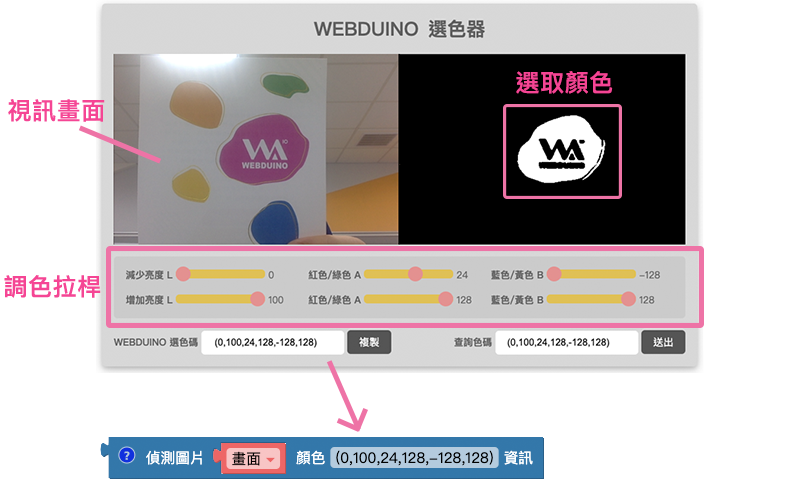 WEBDUINO 選色器
視訊畫面
選取顏色
WA
WEBDUINO
WA
調色拉桿
減少亮度 L 0 紅色/綠色 A 24 藍色/黃色 B -128
增加亮度 L 100 紅色/綠色 A 128 藍色/黃色 B 128
WEBDUINO 選色碼 (0,100,24,128,-128,128) 複製 查詢色碼 (0,100,24,128,-128,128) 送出
? 偵測圖片 畫面 顏色 (0,100,24,128,-128,128) 資訊